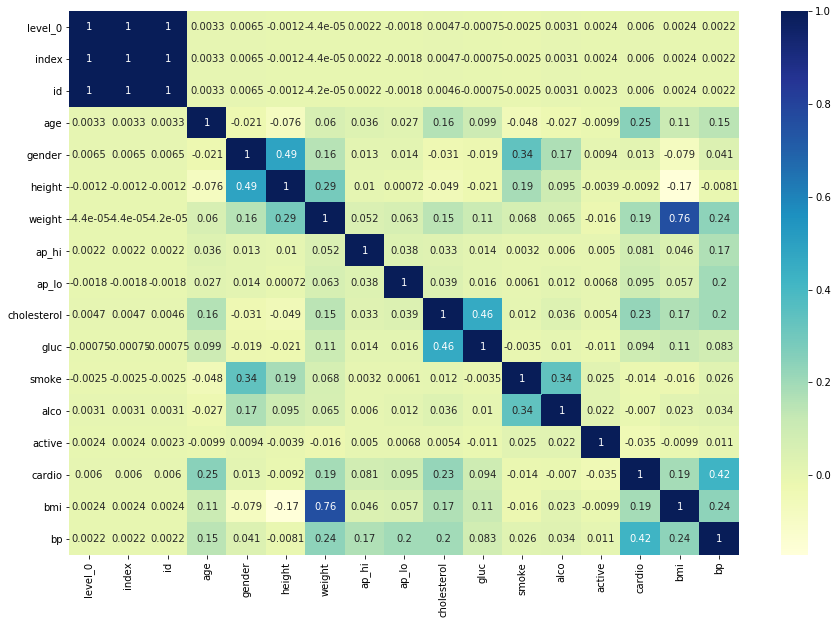 level_0 1 1 1 0.0033 0.0065 -0.0012 -4.4e-05 0.0022 -0.0018 0.0047 -0.00075 -0.0025 0.0031 0.0024 0.006 0.0024 0.0022
index 1 1 1 0.0033 0.0065 -0.0012 -4.4e-05 0.0022 -0.0018 0.0047 -0.00075 -0.0025 0.0031 0.0024 0.006 0.0024 0.0022
id 1 1 1 0.0033 0.0065 -0.0012 -4.2e-05 0.0022 -0.0018 0.0046 -0.00075 -0.0025 0.0031 0.0023 0.006 0.0024 0.0022
age 0.0033 0.0033 0.0033 1 -0.021 -0.076 0.06 0.036 0.027 0.16 0.099 -0.048 -0.027 -0.0099 0.25 0.11 0.15
gender 0.0065 0.0065 0.0065 -0.021 1 0.49 0.16 0.013 0.014 -0.031 -0.019 0.34 0.17 0.0094 0.013 -0.079 0.041
height -0.0012 -0.0012 -0.0012 -0.076 0.49 1 0.29 0.01 0.00072 -0.049 -0.021 0.19 0.095 -0.0039 -0.0092 -0.17 -0.0081
weight -4.4e-05 -4.4e-05 -4.2e-05 0.06 0.16 0.29 1 0.052 0.063 0.15 0.11 0.068 0.065 -0.016 0.19 0.76 0.24
ap_hi 0.0022 0.0022 0.0022 0.036 0.013 0.01 0.052 1 0.038 0.033 0.014 0.0032 0.006 0.005 0.081 0.046 0.17
ap_lo -0.0018 -0.0018 -0.0018 0.027 0.014 0.00072 0.063 0.038 1 0.039 0.016 0.0061 0.012 0.0068 0.095 0.057 0.2
cholesterol 0.0047 0.0047 0.0046 0.16 -0.031 -0.049 0.15 0.033 0.039 1 0.46 0.012 0.036 0.0054 0.23 0.17 0.2
gluc -0.00075 -0.00075 -0.00075 0.099 -0.019 -0.021 0.11 0.014 0.016 0.46 1 -0.0035 0.01 -0.011 0.094 0.11 0.083
smoke -0.0025 -0.0025 -0.0025 -0.048 0.34 0.19 0.068 0.0032 0.0061 0.012 -0.0035 1 0.34 0.025 -0.014 -0.016 0.026
alco 0.0031 0.0031 0.0031 -0.027 0.17 0.095 0.065 0.006 0.012 0.036 0.01 0.34 1 0.022 -0.007 0.023 0.034
active 0.0024 0.0024 0.0023 -0.0099 0.0094 -0.0039 -0.016 0.005 0.0068 0.0054 -0.011 0.025 0.022 1 -0.035 -0.0099 0.011
cardio 0.006 0.006 0.006 0.25 0.013 -0.0092 0.19 0.081 0.095 0.23 0.094 -0.014 -0.007 -0.035 1 0.19 0.42
bmi 0.0024 0.0024 0.0024 0.11 -0.079 -0.17 0.76 0.046 0.057 0.17 0.11 -0.016 0.023 -0.0099 0.19 1 0.24
bp 0.0022 0.0022 0.0022 0.15 0.041 -0.0081 0.24 0.17 0.2 0.2 0.083 0.026 0.034 0.011 0.42 0.24 1
level_0 index id age gender height weight ap_hi ap_lo cholesterol gluc smoke alco active cardio bmi bp
1.0
0.8
0.6
0.4
0.2
0.0